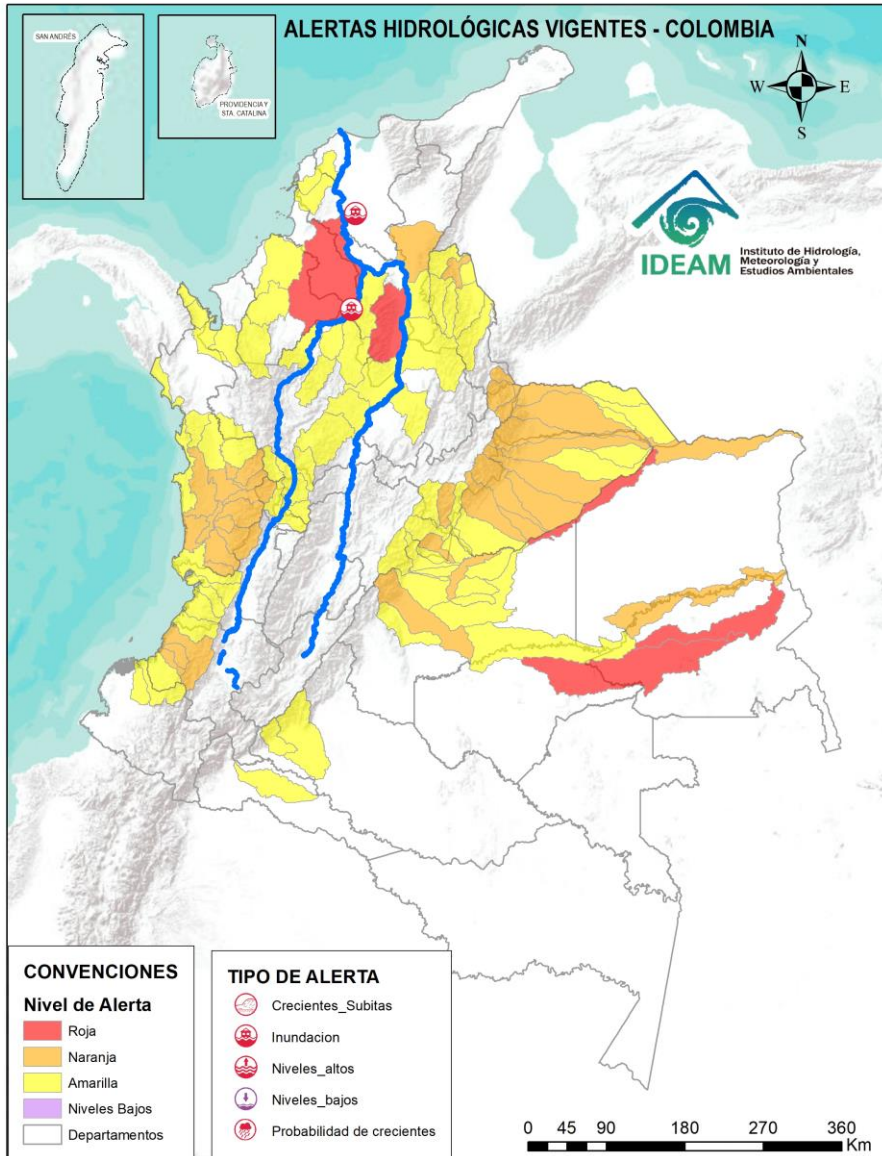 ALERTAS HIDROLÓGICAS VIGENTES - COLOMBIA
SAN ANDRÉS
PROVIDENCIA Y
STA. CATALINA
N
W
E
S
IDEAM
Instituto de Hidrología,
Meteorología y
Estudios Ambientales
CONVENCIONES
Nivel de Alerta
Roja
Naranja
Amarilla
Niveles Bajos
Departamentos
TIPO DE ALERTA
Crecientes_Subitas
Inundacion
Niveles_altos
Niveles_bajos
Probabilidad de crecientes
0 45 90 180 270 360
Km